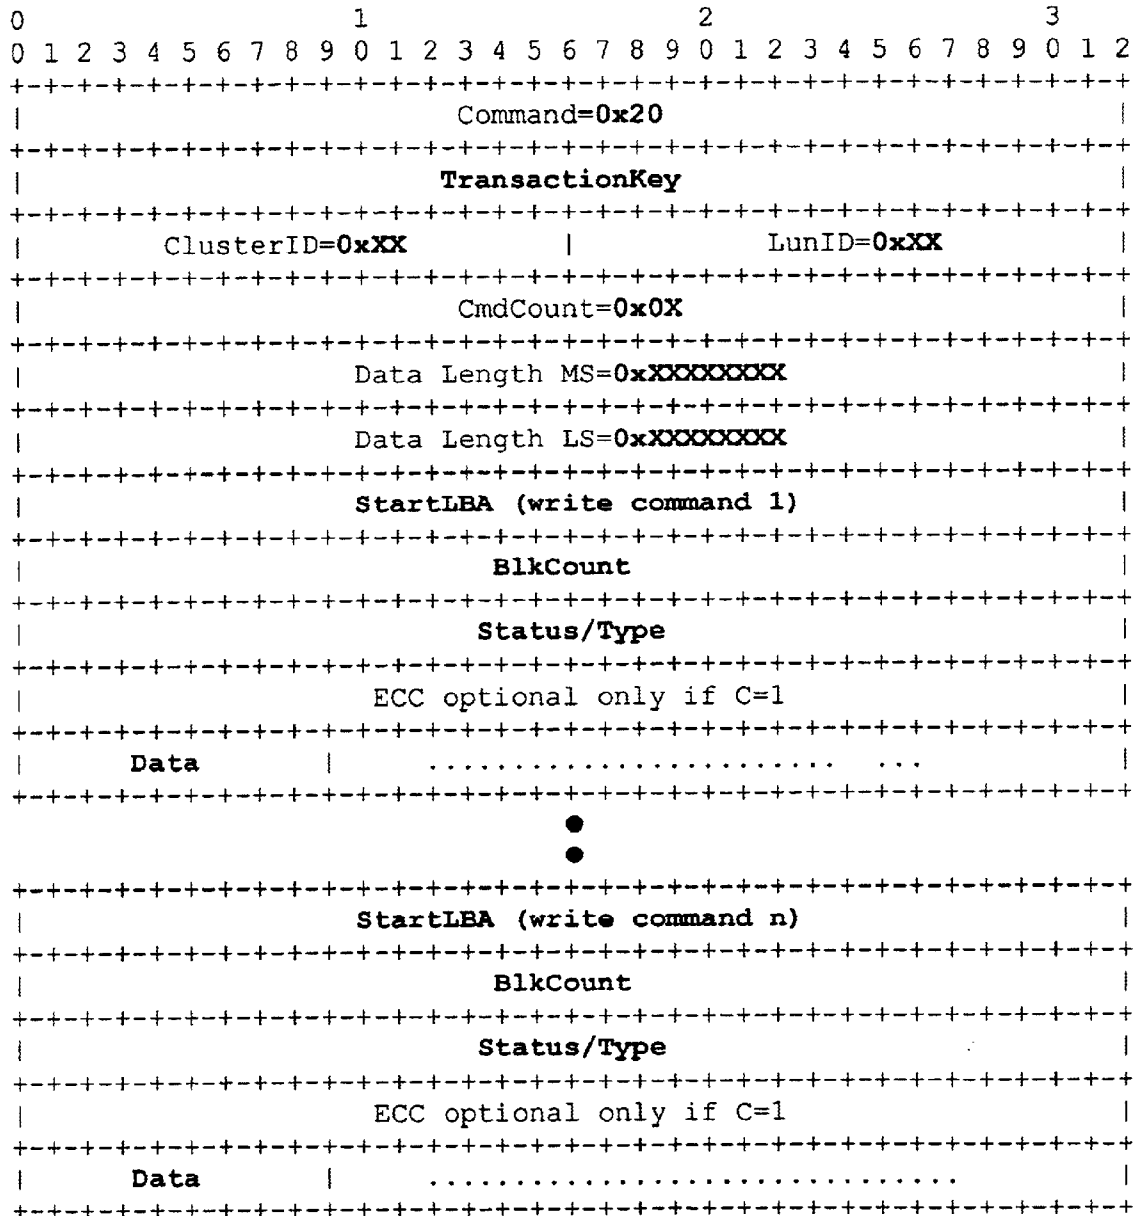 0                   1                   2                   3
0 1 2 3 4 5 6 7 8 9 0 1 2 3 4 5 6 7 8 9 0 1 2 3 4 5 6 7 8 9 0 1 2
+-+-+-+-+-+-+-+-+-+-+-+-+-+-+-+-+-+-+-+-+-+-+-+-+-+-+-+-+-+-+-+-+
|                         Command=0x20                          |
+-+-+-+-+-+-+-+-+-+-+-+-+-+-+-+-+-+-+-+-+-+-+-+-+-+-+-+-+-+-+-+-+
|                        TransactionKey                         |
+-+-+-+-+-+-+-+-+-+-+-+-+-+-+-+-+-+-+-+-+-+-+-+-+-+-+-+-+-+-+-+-+
|        ClusterID=0xXX         |           LunID=0xXX          |
+-+-+-+-+-+-+-+-+-+-+-+-+-+-+-+-+-+-+-+-+-+-+-+-+-+-+-+-+-+-+-+-+
|                         CmdCount=0x0X                         |
+-+-+-+-+-+-+-+-+-+-+-+-+-+-+-+-+-+-+-+-+-+-+-+-+-+-+-+-+-+-+-+-+
|                   Data Length MS=0xXXXXXXXX                   |
+-+-+-+-+-+-+-+-+-+-+-+-+-+-+-+-+-+-+-+-+-+-+-+-+-+-+-+-+-+-+-+-+
|                   Data Length LS=0xXXXXXXXX                   |
+-+-+-+-+-+-+-+-+-+-+-+-+-+-+-+-+-+-+-+-+-+-+-+-+-+-+-+-+-+-+-+-+
|                   StartLBA (write command 1)                  |
+-+-+-+-+-+-+-+-+-+-+-+-+-+-+-+-+-+-+-+-+-+-+-+-+-+-+-+-+-+-+-+-+
|                           BlkCount                            |
+-+-+-+-+-+-+-+-+-+-+-+-+-+-+-+-+-+-+-+-+-+-+-+-+-+-+-+-+-+-+-+-+
|                          Status/Type                          |
+-+-+-+-+-+-+-+-+-+-+-+-+-+-+-+-+-+-+-+-+-+-+-+-+-+-+-+-+-+-+-+-+
|                    ECC optional only if C=1                   |
+-+-+-+-+-+-+-+-+-+-+-+-+-+-+-+-+-+-+-+-+-+-+-+-+-+-+-+-+-+-+-+-+
|      Data       |     ........................  ...           |
+-+-+-+-+-+-+-+-+-+-+-+-+-+-+-+-+-+-+-+-+-+-+-+-+-+-+-+-+-+-+-+-+
●
●
+-+-+-+-+-+-+-+-+-+-+-+-+-+-+-+-+-+-+-+-+-+-+-+-+-+-+-+-+-+-+-+-+
|                   StartLBA (write command n)                  |
+-+-+-+-+-+-+-+-+-+-+-+-+-+-+-+-+-+-+-+-+-+-+-+-+-+-+-+-+-+-+-+-+
|                           BlkCount                            |
+-+-+-+-+-+-+-+-+-+-+-+-+-+-+-+-+-+-+-+-+-+-+-+-+-+-+-+-+-+-+-+-+
|                          Status/Type                          |
+-+-+-+-+-+-+-+-+-+-+-+-+-+-+-+-+-+-+-+-+-+-+-+-+-+-+-+-+-+-+-+-+
|                    ECC optional only if C=1                   |
+-+-+-+-+-+-+-+-+-+-+-+-+-+-+-+-+-+-+-+-+-+-+-+-+-+-+-+-+-+-+-+-+
|      Data       |     ...............................         |
+-+-+-+-+-+-+-+-+-+-+-+-+-+-+-+-+-+-+-+-+-+-+-+-+-+-+-+-+-+-+-+-+